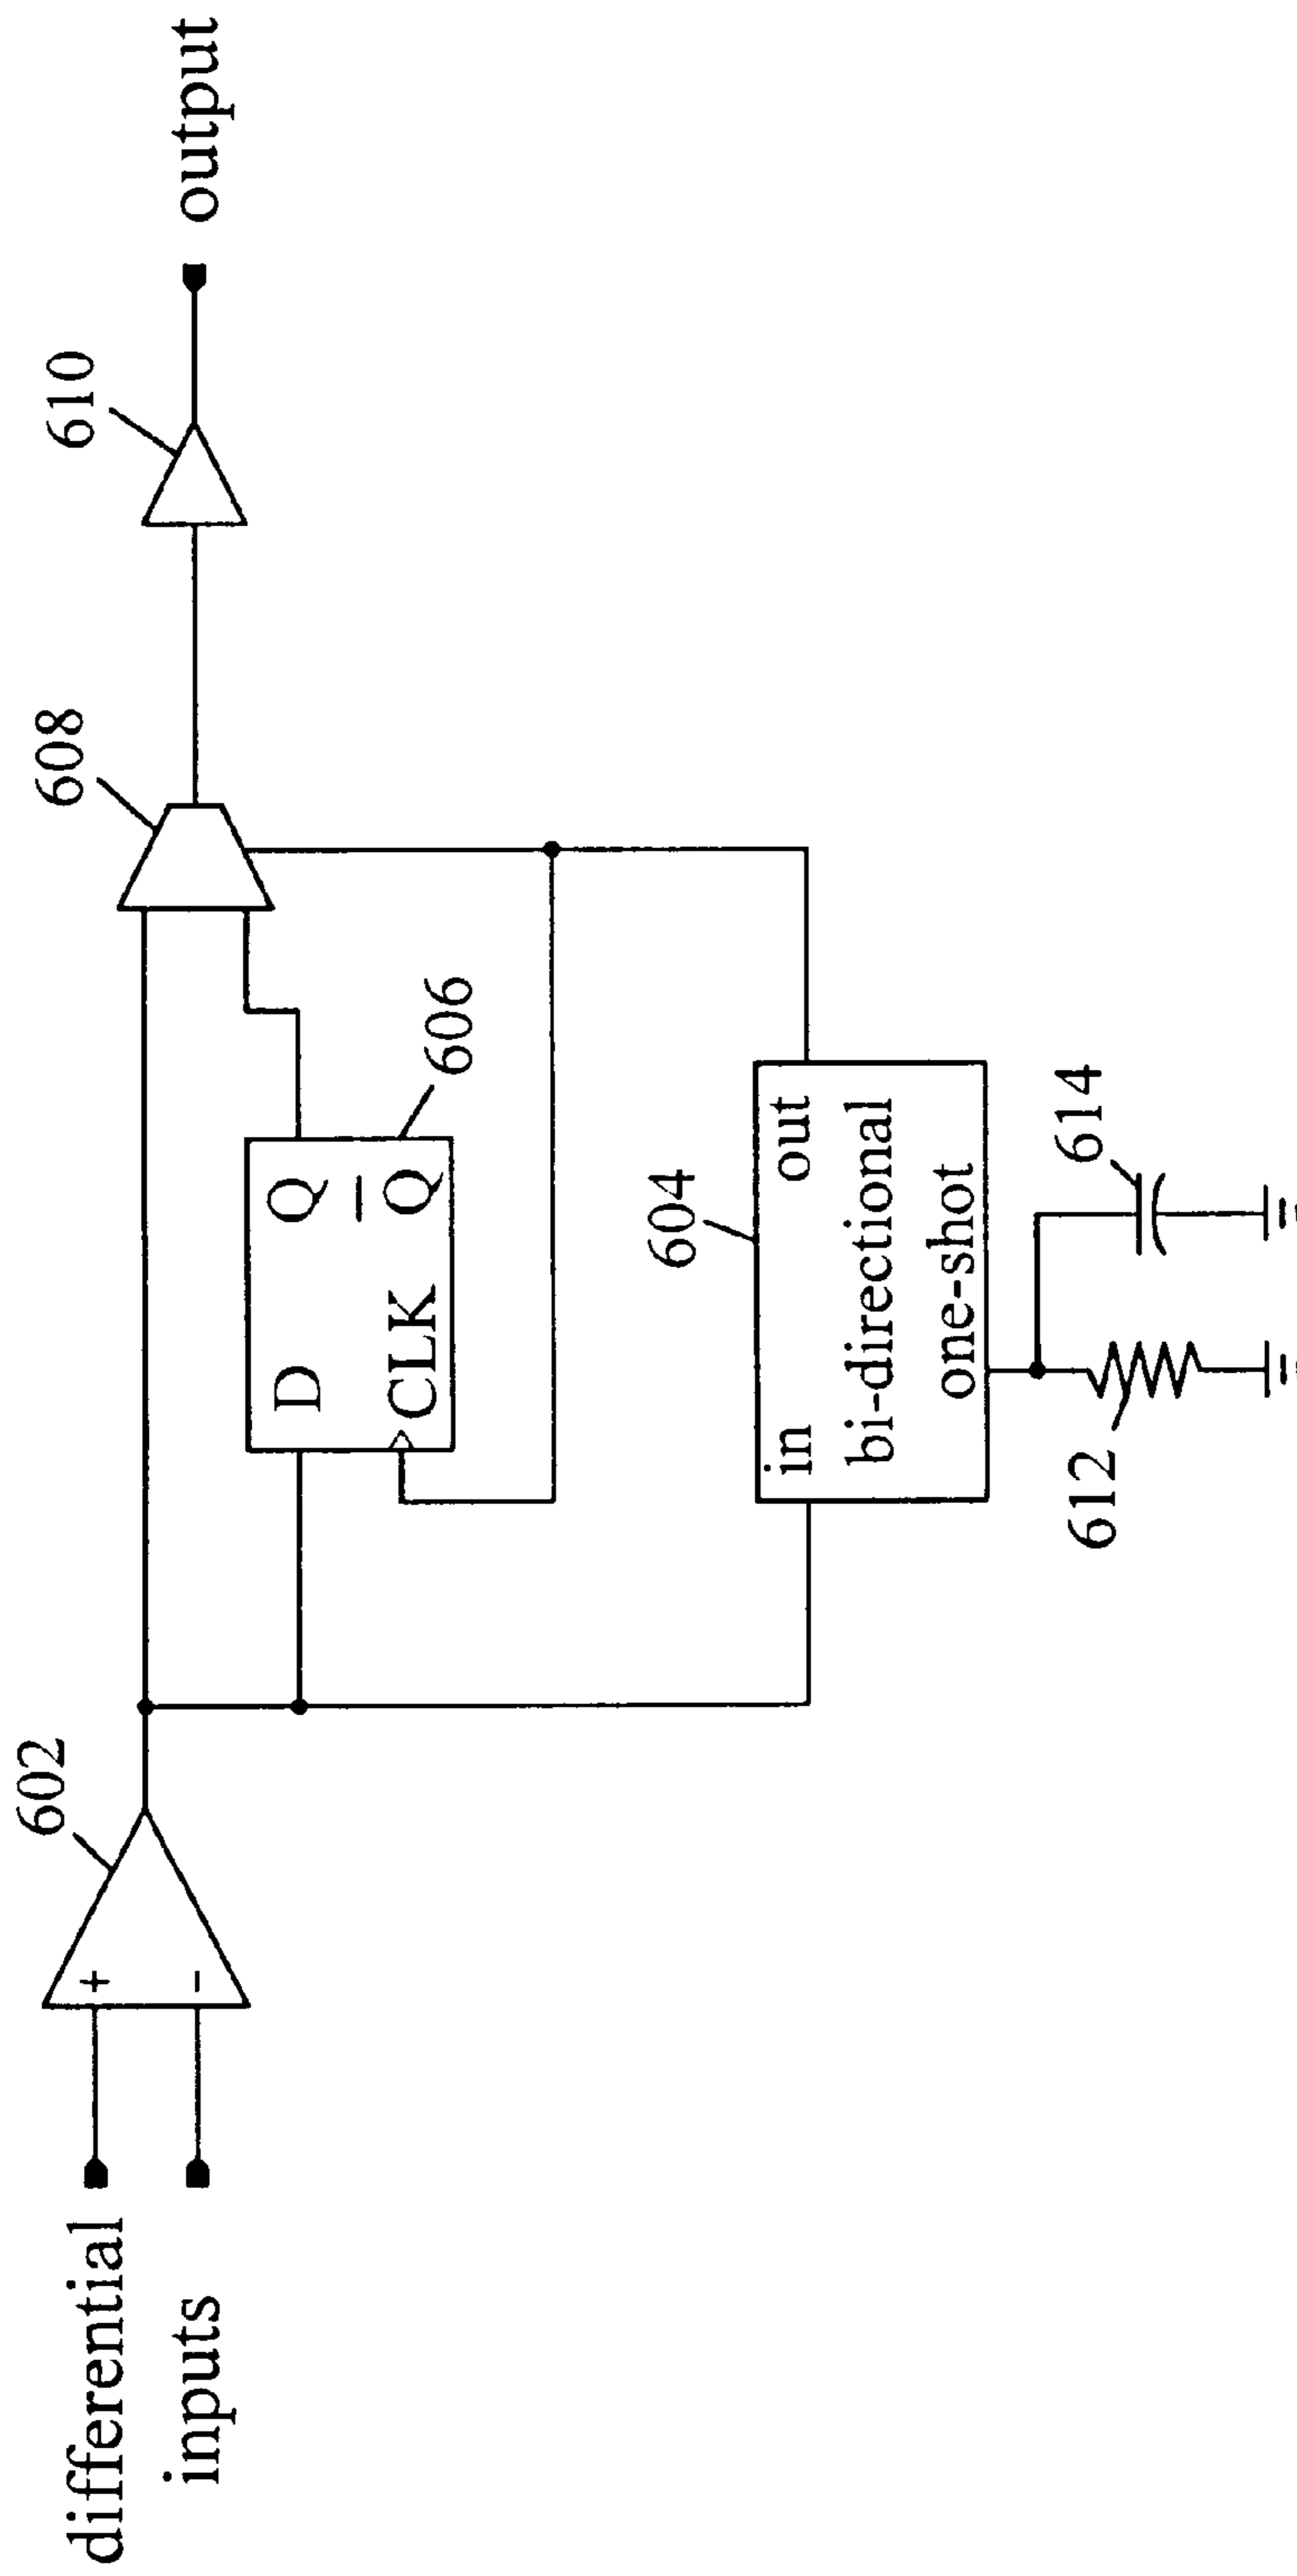 differential
inputs
+
-
602
D
Q
CLK
Q
606
608
610
output
604
in
out
bi-directional
one-shot
612
614